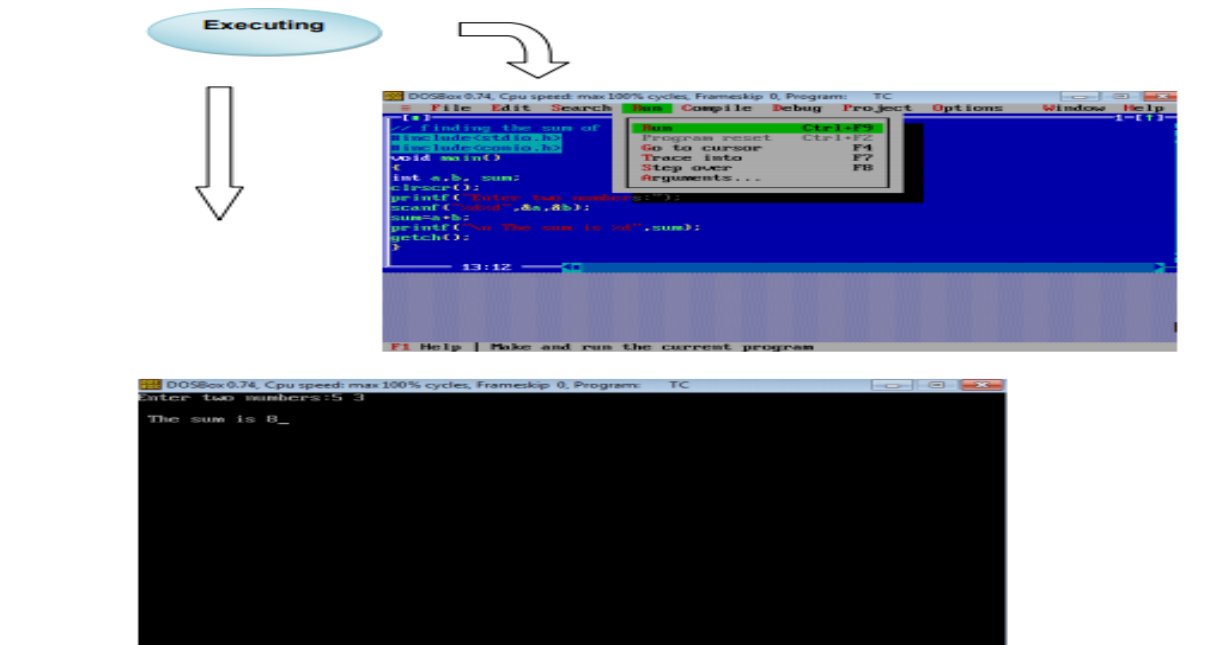 Executing
DOSBox 0.74, Cpu speed: max 100% cycles, Frameskip 0, Program: TC
≡ File Edit Search Run Compile Debug Project Options Window Help
[■] 1=[↑]
// finding the sum of
#include<stdio.h>
#include<conio.h>
void main()
{
int a,b, sum;
clrscr();
printf("Enter two numbers:");
scanf("%d%d",&a,&b);
sum=a+b;
printf("\n The sum is %d",sum);
getch();
}
13:12
Run Ctrl+F9
Program reset Ctrl+F2
Go to cursor F4
Trace into F7
Step over F8
Arguments...
F1 Help | Make and run the current program
DOSBox 0.74, Cpu speed: max 100% cycles, Frameskip 0, Program: TC
Enter two numbers:5 3
The sum is 8_